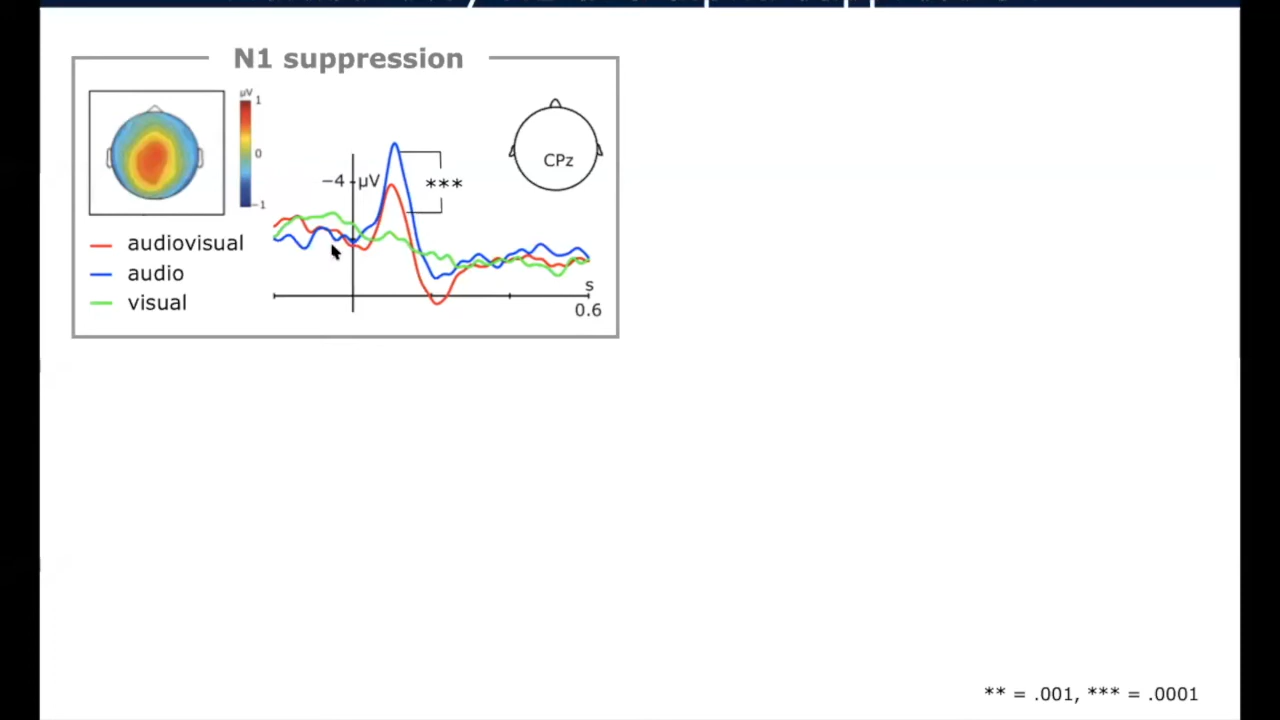 N1 suppression
μV
1
0
−1
−4
μV
***
CPz
audiovisual
audio
visual
s
0.6
** = .001, *** = .0001